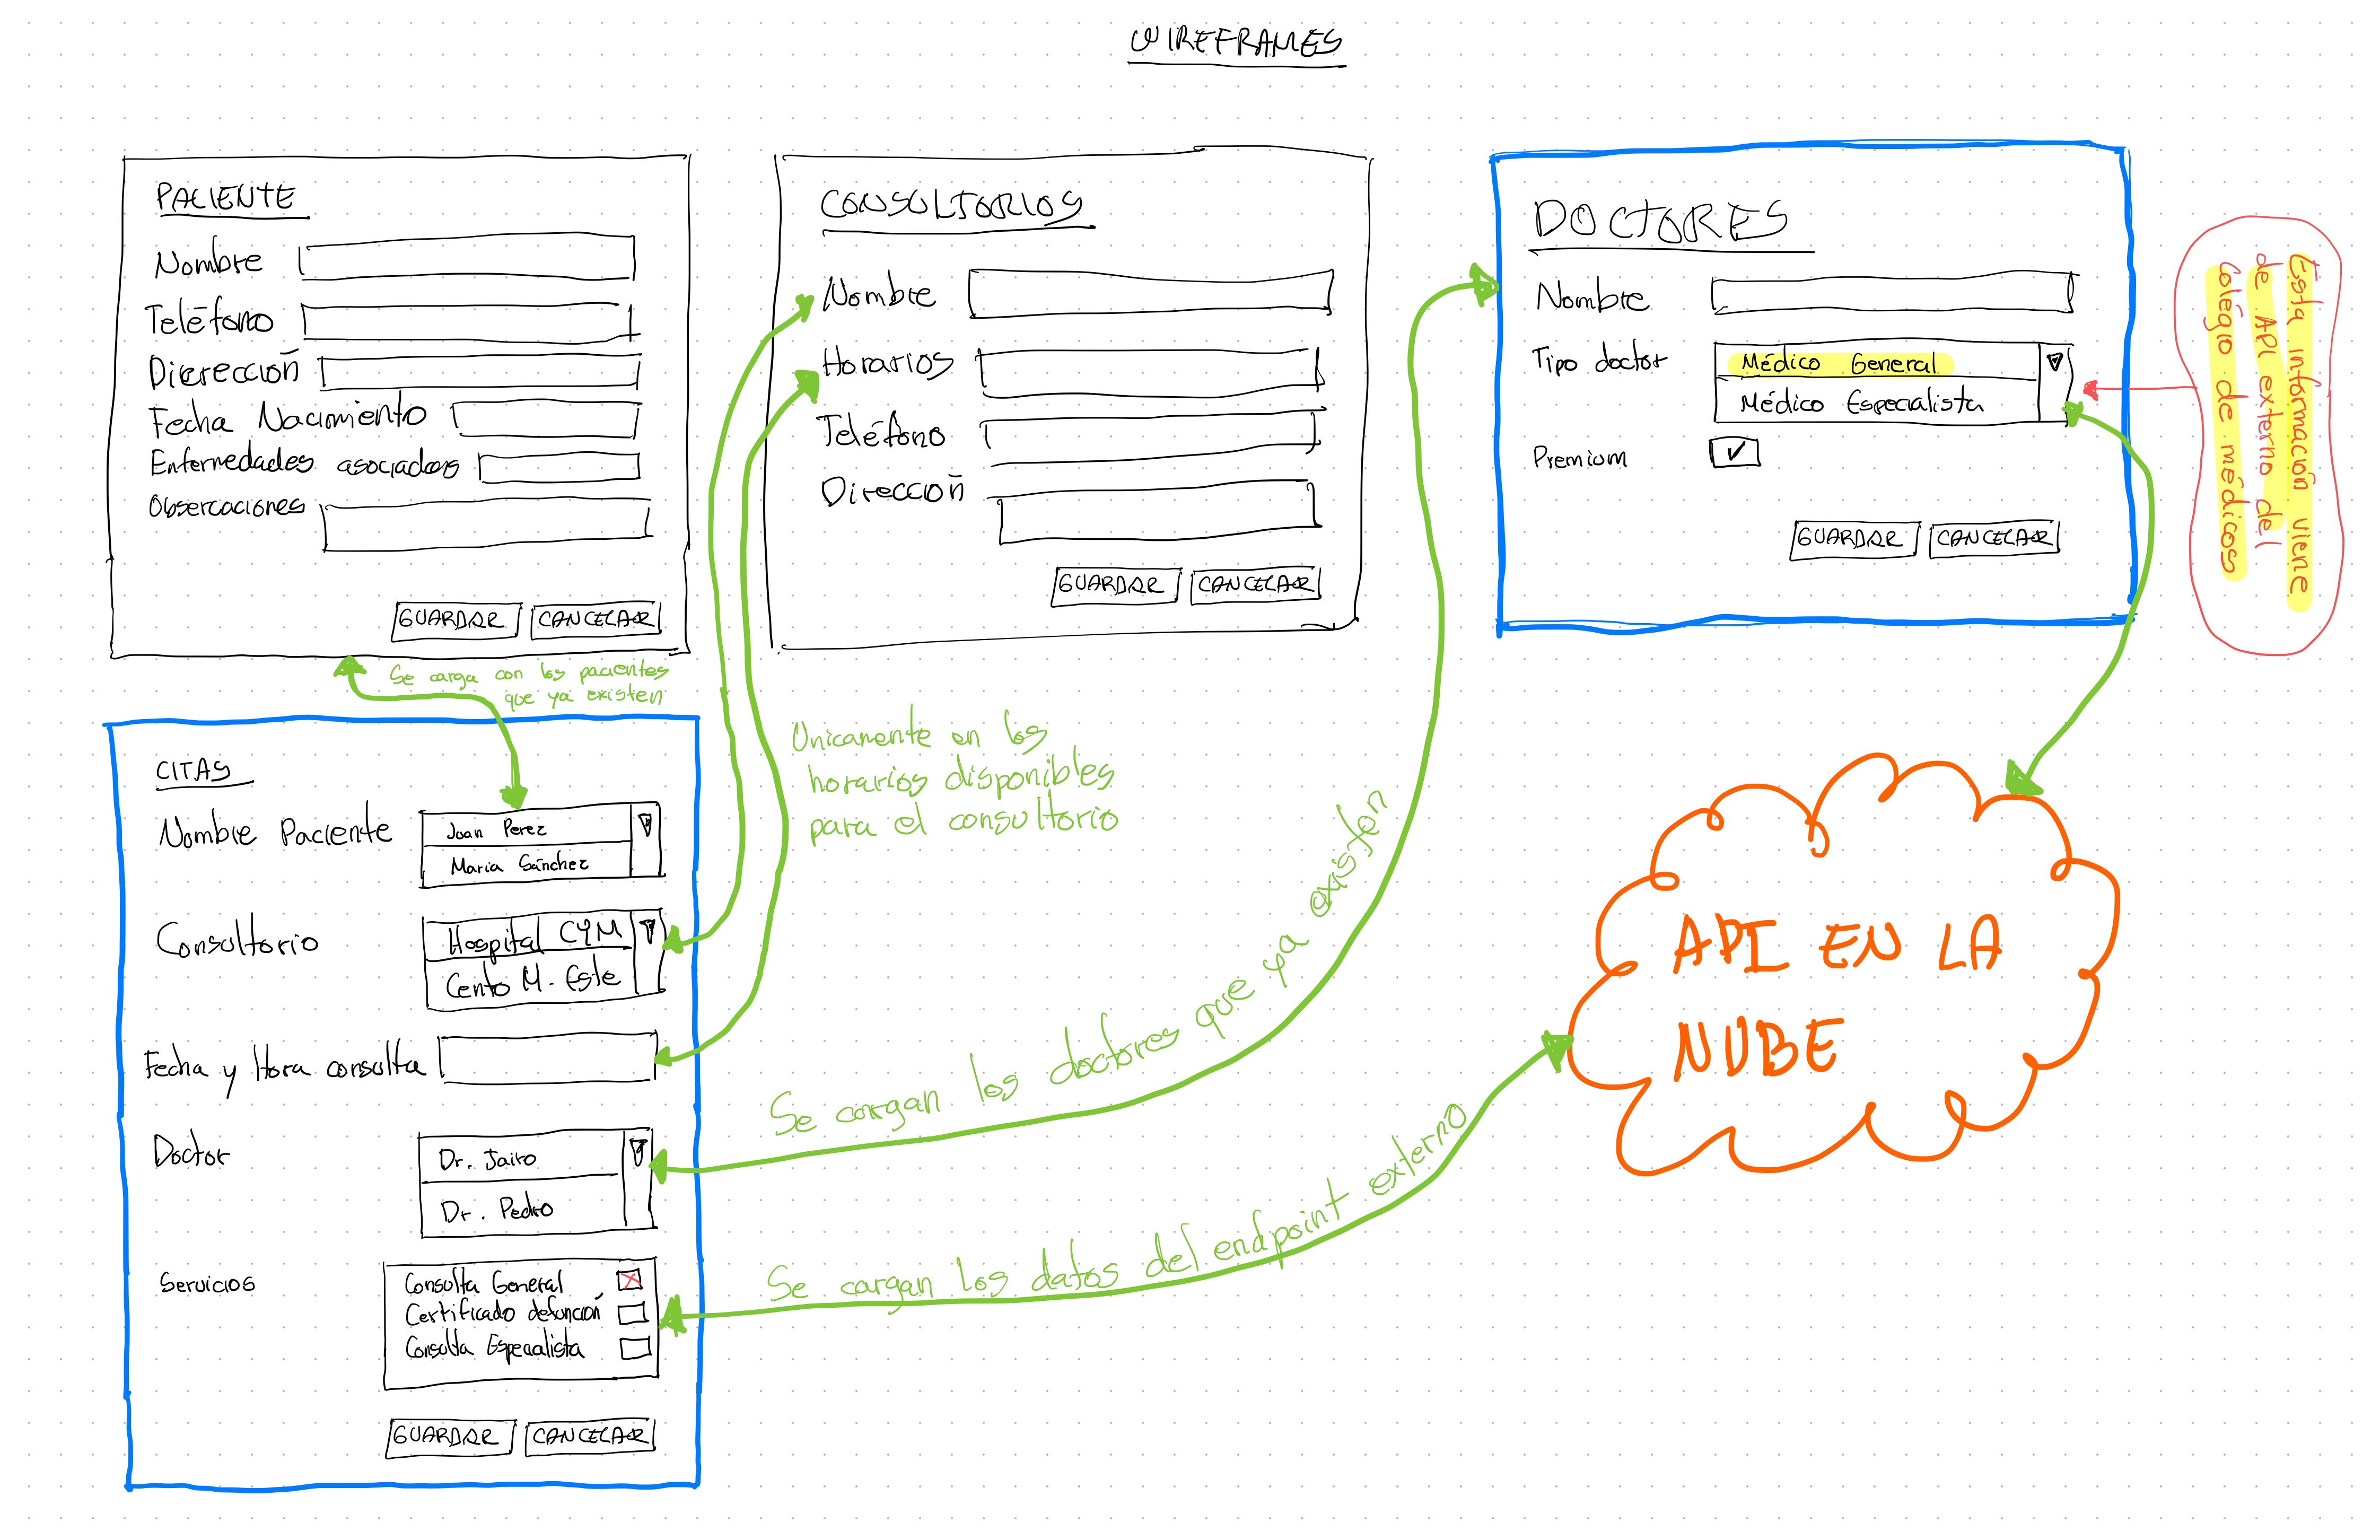 WIREFRAMES
PACIENTE
Nombre
Teléfono
Dicrección
Fecha Nacimiento
Enfermedades asociadas
Observaciones
GUARDAR
CANCELAR
CONSULTORIOS
Nombre
Horarios
Teléfono
Dirección
GUARDAR
CANCELAR
DOCTORES
Nombre
Tipo doctor
Médico General
Médico Especialista
Premium
GUARDAR
CANCELAR
Esta información viene
de API externo del
colegio de médicos
Se carga con los pacientes
que ya existen
CITAS
Nombre Paciente
Juan Perez
Maria Sánchez
Consultorio
Hospital CYM
Cento M. Este
Fecha y Hora consulta
Doctor
Dr. Jairo
Dr. Pedro
Servicios
Consulta General
Certificado defunción
Consulta Especialista
GUARDAR
CANCELAR
Unicamente en los
horarios disponibles
para el consultorio
Se cargan los doctores que ya existen
Se cargan los datos del endpoint externo
API EN LA
NUBE